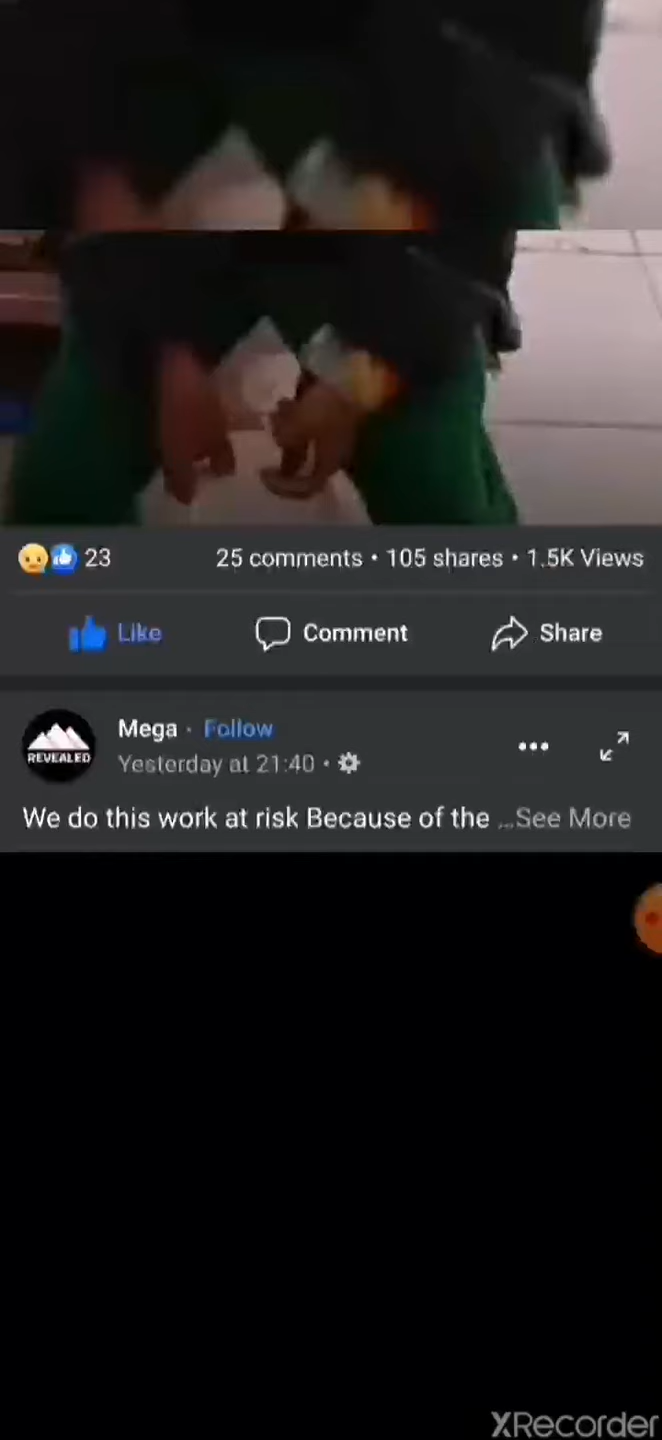 23
25 comments • 105 shares • 1.5K Views
Like
Comment
Share
REVEALED
Mega · Follow
Yesterday at 21:40 •
We do this work at risk Because of the ...See More
XRecorder